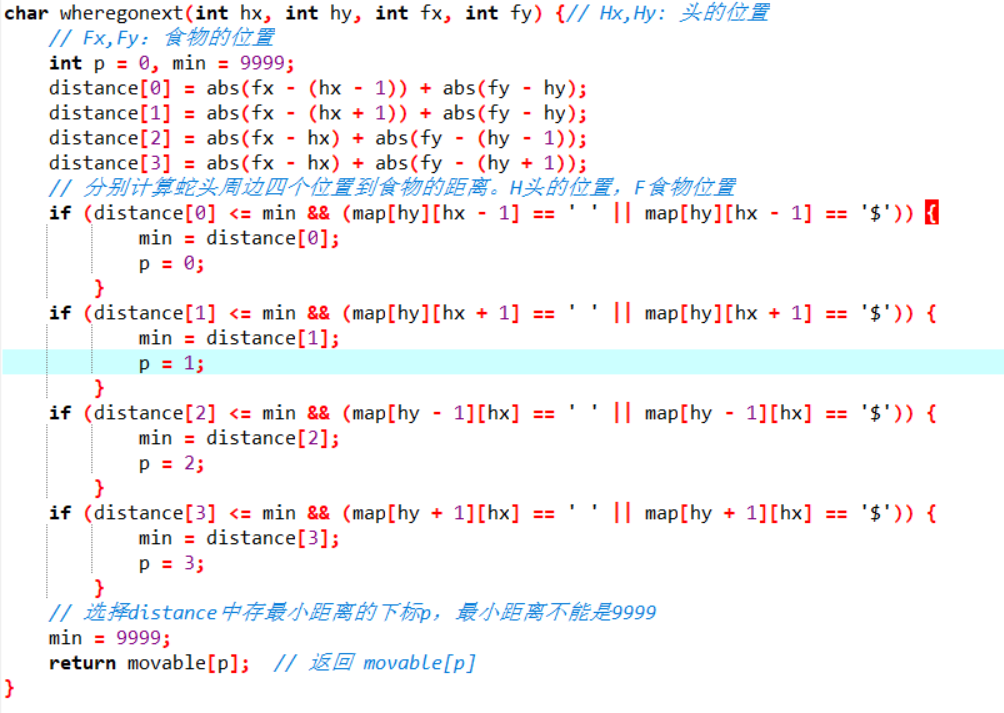 char wheregonext(int hx, int hy, int fx, int fy) {// Hx,Hy: 头的位置
    // Fx,Fy: 食物的位置
    int p = 0, min = 9999;
    distance[0] = abs(fx - (hx - 1)) + abs(fy - hy);
    distance[1] = abs(fx - (hx + 1)) + abs(fy - hy);
    distance[2] = abs(fx - hx) + abs(fy - (hy - 1));
    distance[3] = abs(fx - hx) + abs(fy - (hy + 1));
    // 分别计算蛇头周边四个位置到食物的距离。H头的位置，F食物位置
    if (distance[0] <= min && (map[hy][hx - 1] == ' ' || map[hy][hx - 1] == '$')) {
            min = distance[0];
            p = 0;
        }
    if (distance[1] <= min && (map[hy][hx + 1] == ' ' || map[hy][hx + 1] == '$')) {
            min = distance[1];
            p = 1;
        }
    if (distance[2] <= min && (map[hy - 1][hx] == ' ' || map[hy - 1][hx] == '$')) {
            min = distance[2];
            p = 2;
        }
    if (distance[3] <= min && (map[hy + 1][hx] == ' ' || map[hy + 1][hx] == '$')) {
            min = distance[3];
            p = 3;
        }
    // 选择distance中存最小距离的下标p，最小距离不能是9999
    min = 9999;
    return movable[p];  // 返回 movable[p]
}